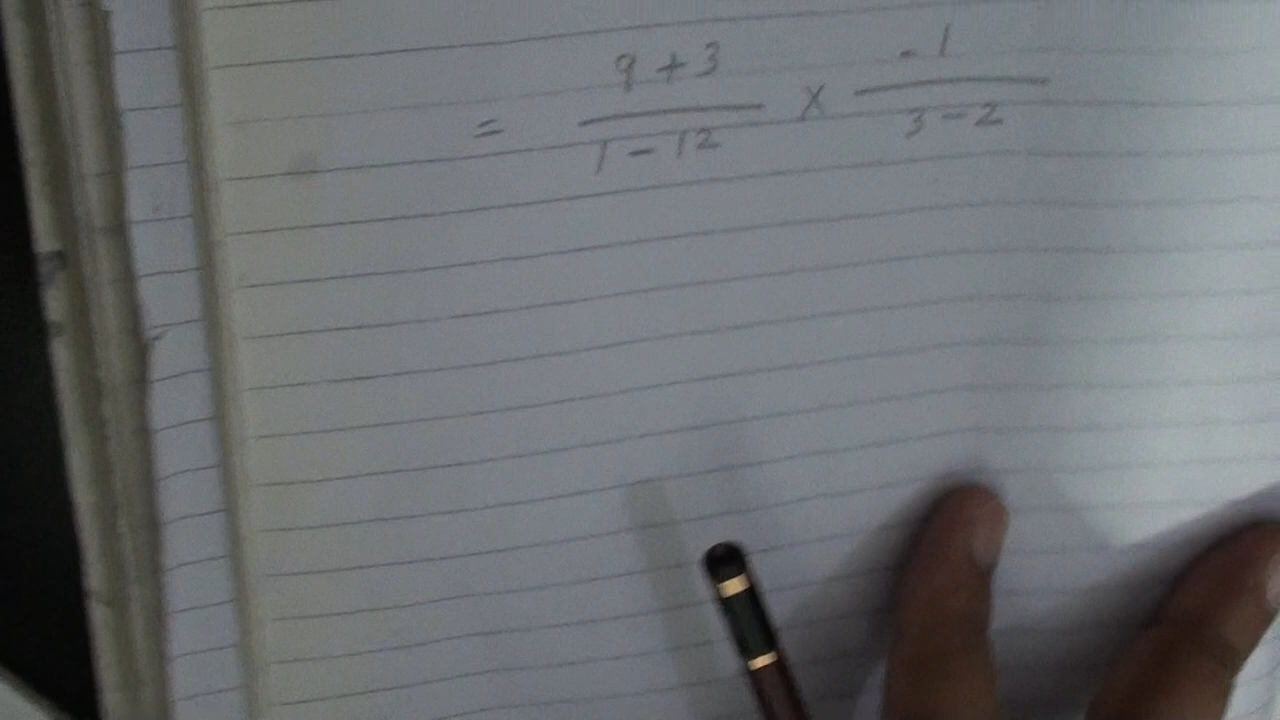 = 9 + 3 / 1 - 12 x - 1 / 3 - 2